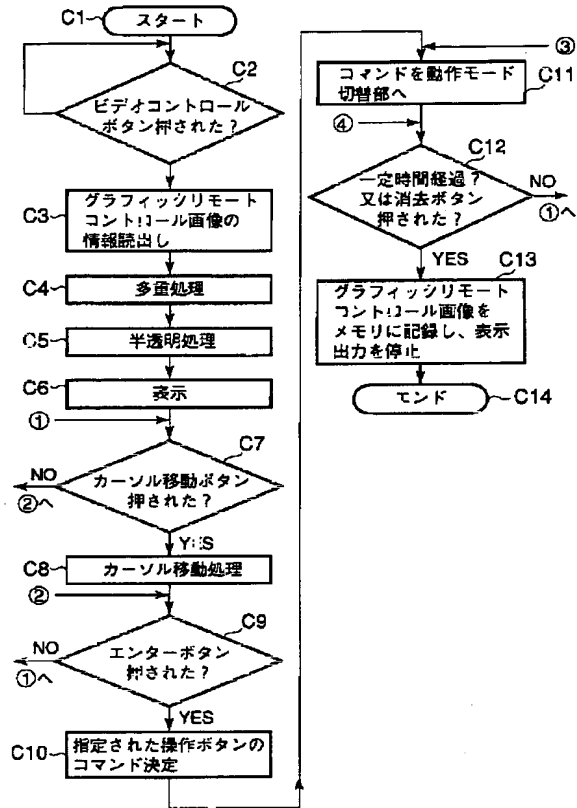 C1
スタート
C2
ビデオコントロール
ボタン押された?
C3
グラフィッシリモート
コントロール画像の
情報読出し
C4
多重処理
C5
半透明処理
C6
表示
①
C7
カーソル移動ボタン
押された?
NO
②へ
YES
C8
カーソル移動処理
②
C9
エンターボタン
押された?
NO
①へ
YES
C10
指定された操作ボタンの
コマンド決定
③
コマンドを動作モード
切替部へ
C11
④
C12
一定時間経過?
又は消去ボタン
押された?
NO
①へ
YES
C13
グラフィッシリモート
コントロール画像を
メモリに記録し、表示
出力を停止
エンド
C14